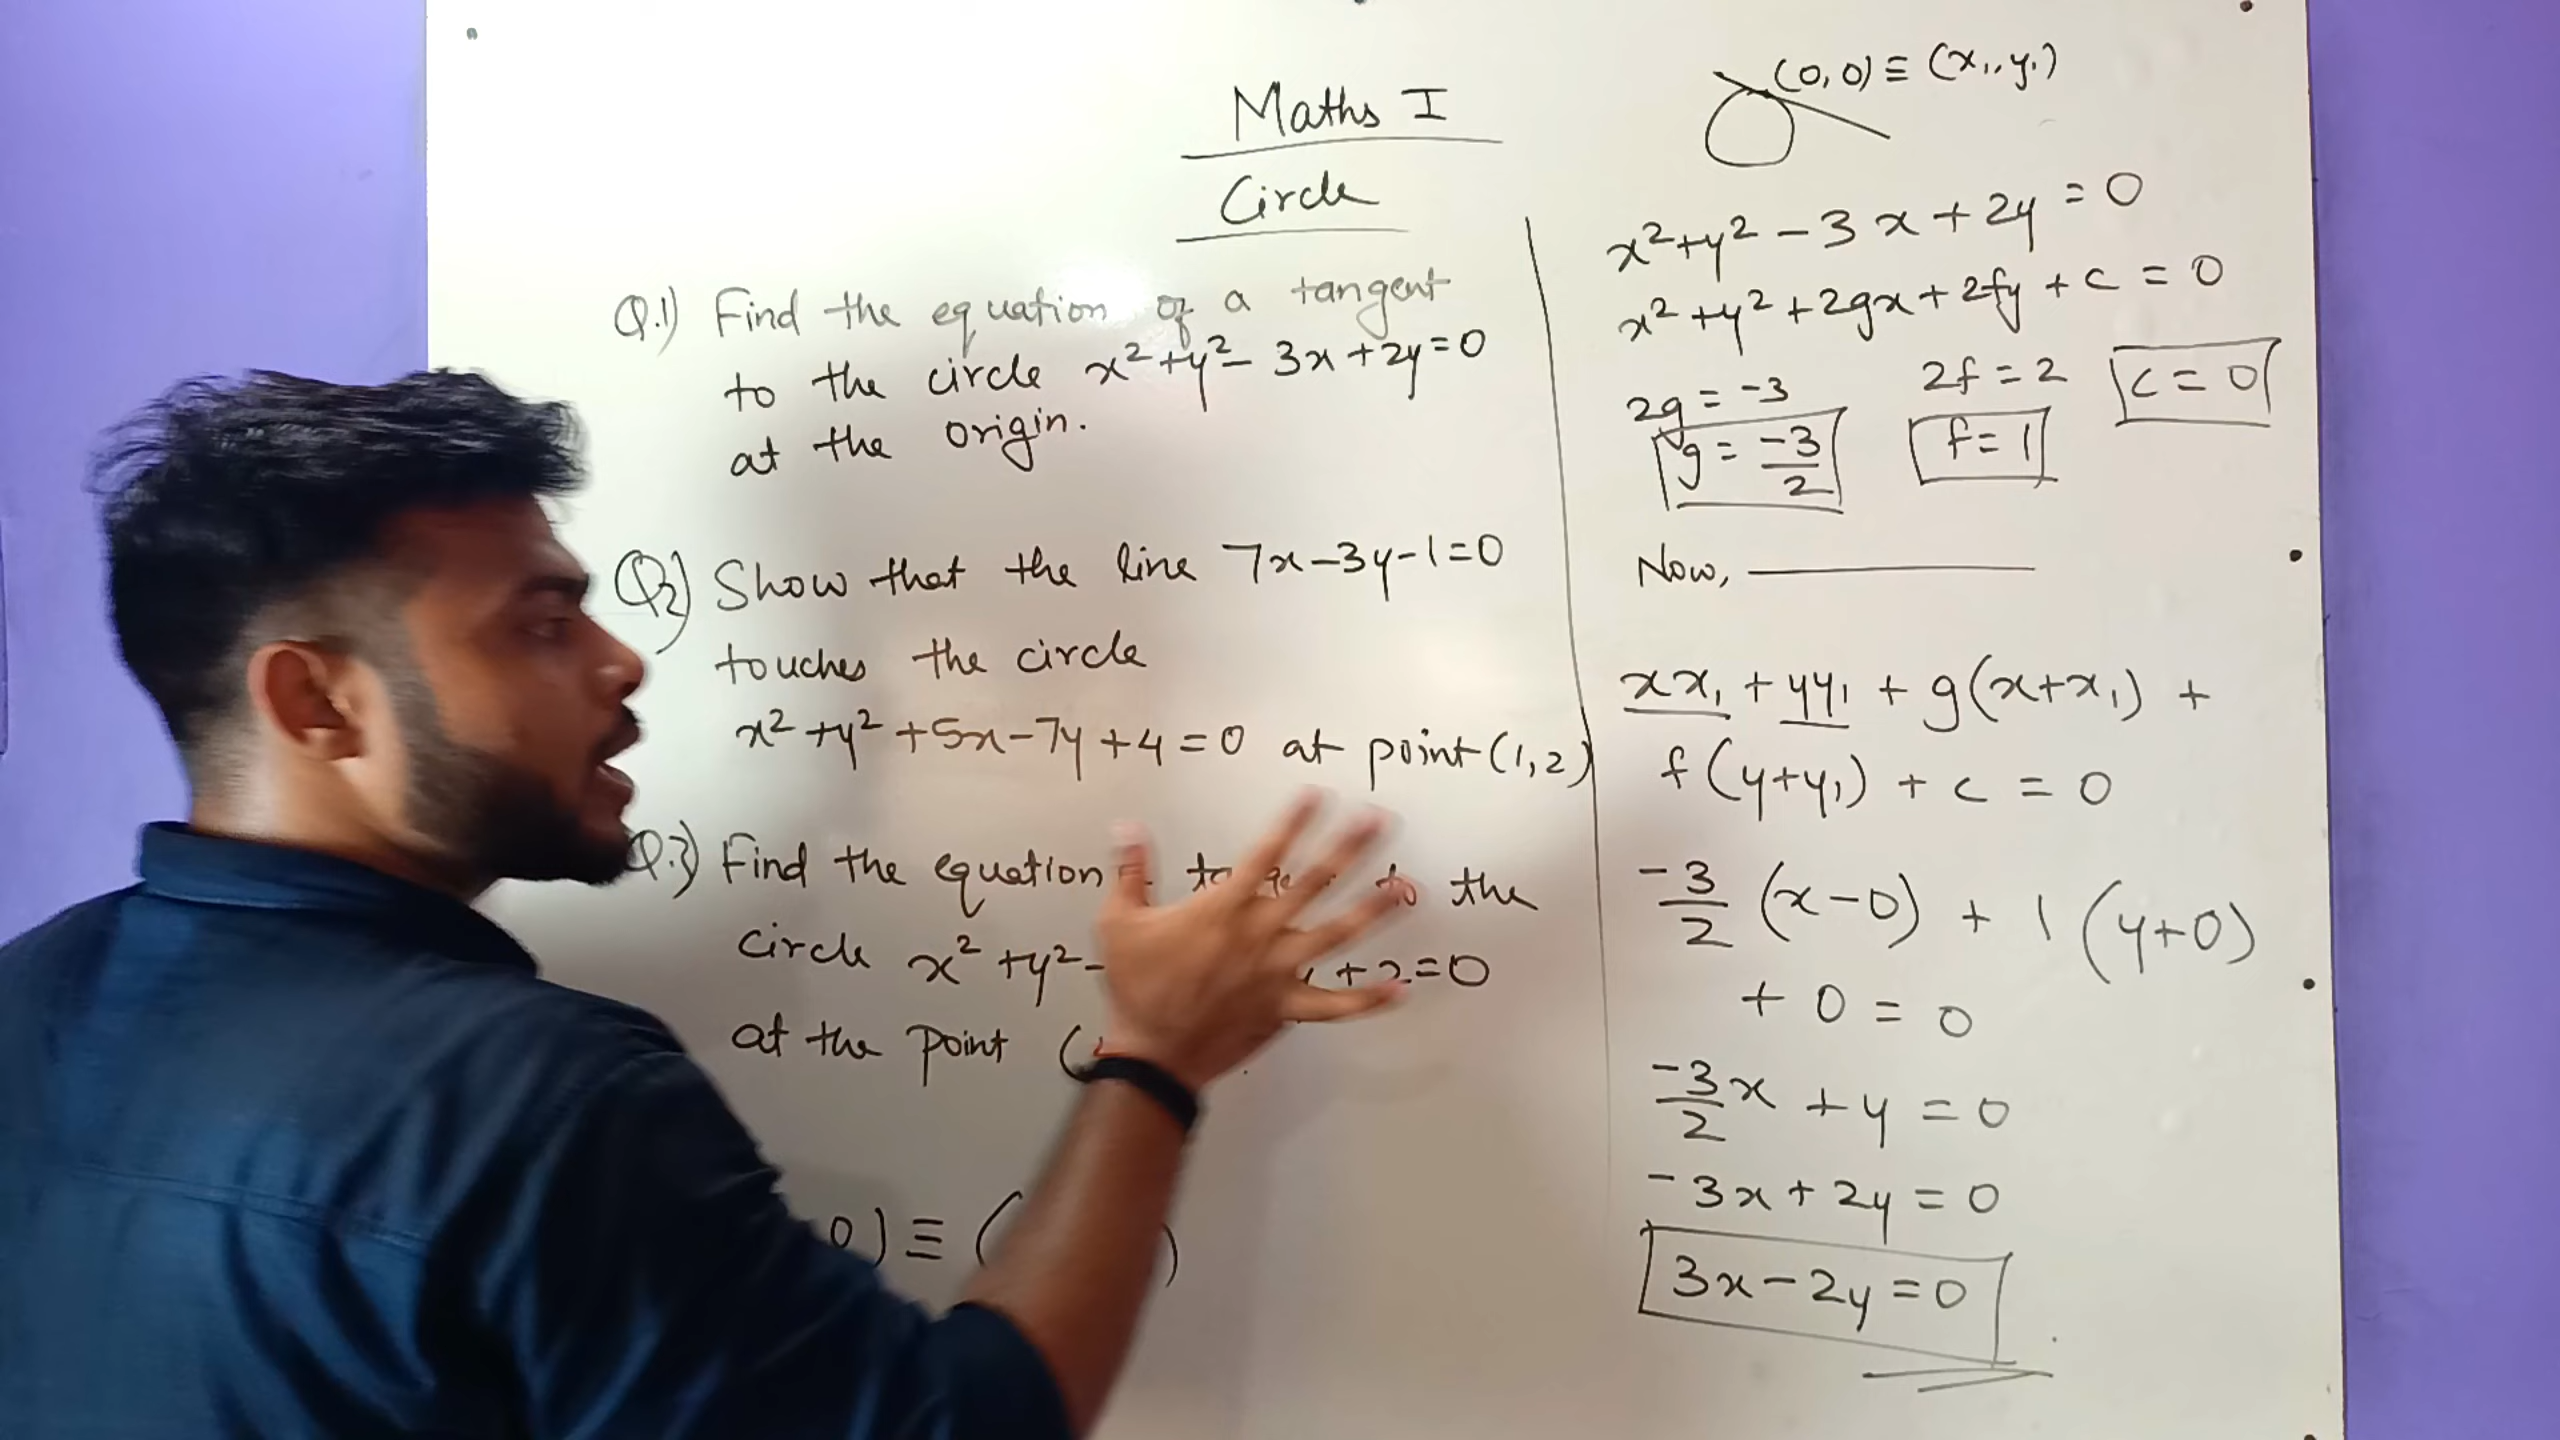 Maths I
Circle
Q.1) Find the equation of a tangent
to the circle x²+y²-3x+2y=0
at the origin.
Q2) Show that the line 7x-3y-1=0
touches the circle
x²+y²+5x-7y+4=0 at point (1,2)
Q.3) Find the equation to the
circle x²+y²- +2=0
at the point (
0) ≡ ( )
(0,0) ≡ (x₁,y₁)
x²+y²-3x+2y=0
x²+y²+2gx+2fy+c=0
2g=-3 2f=2 c=0
g=-3/2 f=1
Now,
xx₁+yy₁+g(x+x₁)+
f(y+y₁)+c=0
-3/2(x-0)+1(y+0)
+0=0
-3/2x+y=0
-3x+2y=0
3x-2y=0